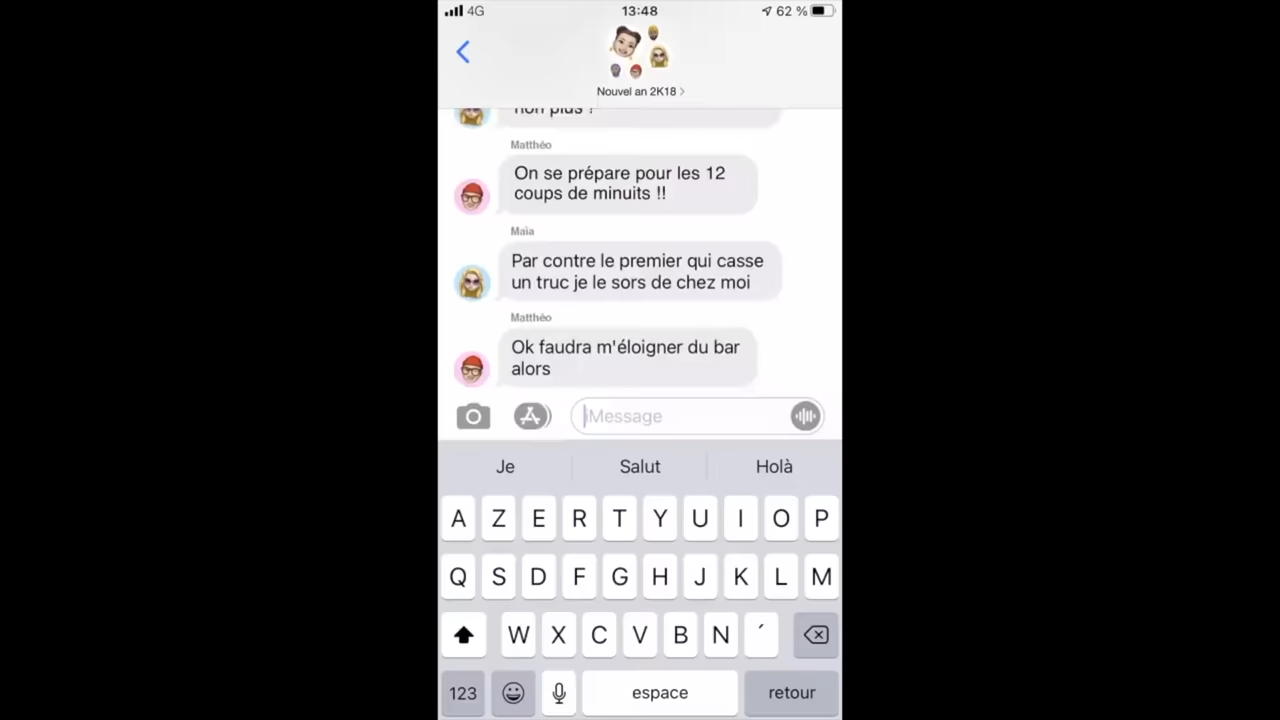 4G
13:48
62 %
Nouvel an 2K18
non plus !
Matthéo
On se prépare pour les 12
coups de minuits !!
Maïa
Par contre le premier qui casse
un truc je le sors de chez moi
Matthéo
Ok faudra m'éloigner du bar
alors
Message
Je Salut Holà
A Z E R T Y U I O P
Q S D F G H J K L M
W X C V B N ´
123 espace retour